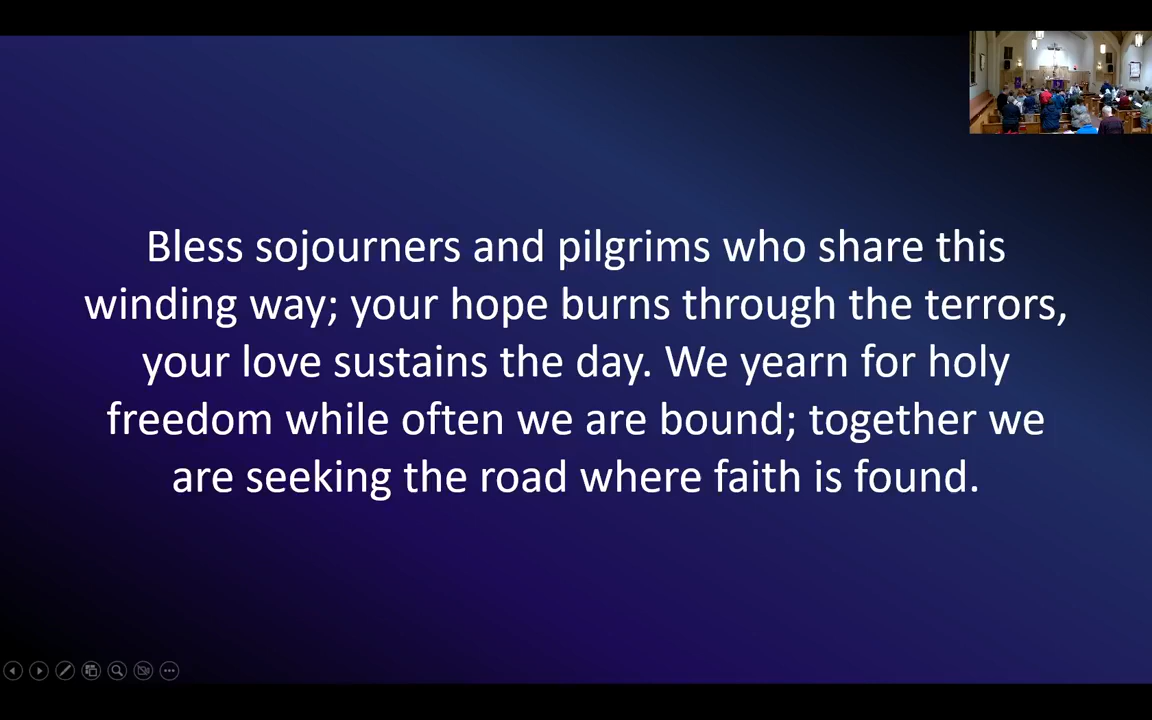 Bless sojourners and pilgrims who share this
winding way; your hope burns through the terrors,
your love sustains the day. We yearn for holy
freedom while often we are bound; together we
are seeking the road where faith is found.